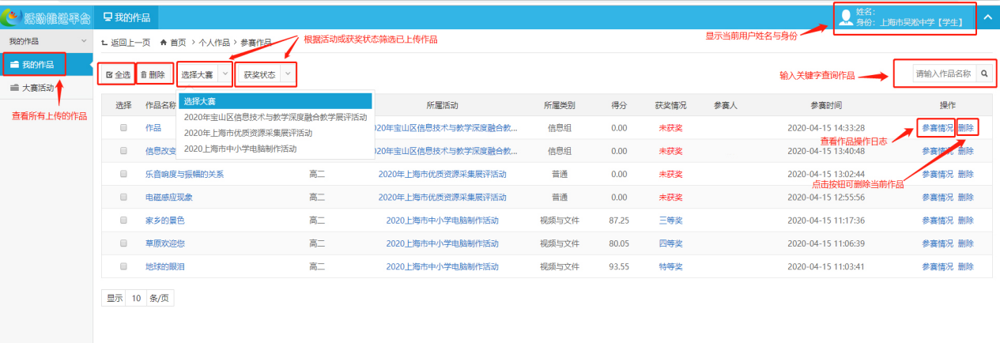 活动推进平台
我的作品
姓名：
身份：上海市吴淞中学【学生】
显示当前用户姓名与身份
我的作品
返回上一页 首页 个人作品 参赛作品
根据活动或获奖状态筛选已上传作品
我的作品
大赛活动
查看所有上传的作品
全选 删除 选择大赛 获奖状态
输入关键字查询作品
请输入作品名称
选择 作品名称 所属活动 所属类别 得分 获奖情况 参赛人 参赛时间 操作
选择大赛
2020年宝山区信息技术与教学深度融合教学展评活动
2020年上海市优质资源采集展评活动
2020上海市中小学电脑制作活动
作品 20年宝山区信息技术与教学深度融合教... 信息组 0.00 未获奖 2020-04-15 14:33:28 参赛情况 删除
查看作品操作日志
信息改变 20年宝山区信息技术与教学深度融合教... 信息组 0.00 未获奖 2020-04-15 13:40:48 参赛情况 删除
乐音响度与振幅的关系 高二 2020年上海市优质资源采集展评活动 普通 0.00 未获奖 2020-04-15 13:02:44 参赛情况 删除
点击按钮可删除当前作品
电磁感应现象 高二 2020年上海市优质资源采集展评活动 普通 0.00 未获奖 2020-04-15 12:55:56 参赛情况 删除
家乡的景色 高二 2020上海市中小学电脑制作活动 视频与文件 87.25 三等奖 2020-04-15 11:17:36 参赛情况 删除
草原欢迎您 高二 2020上海市中小学电脑制作活动 视频与文件 80.05 四等奖 2020-04-15 11:06:39 参赛情况 删除
地球的眼泪 高二 2020上海市中小学电脑制作活动 视频与文件 93.55 特等奖 2020-04-15 11:03:41 参赛情况 删除
显示 10 条/页